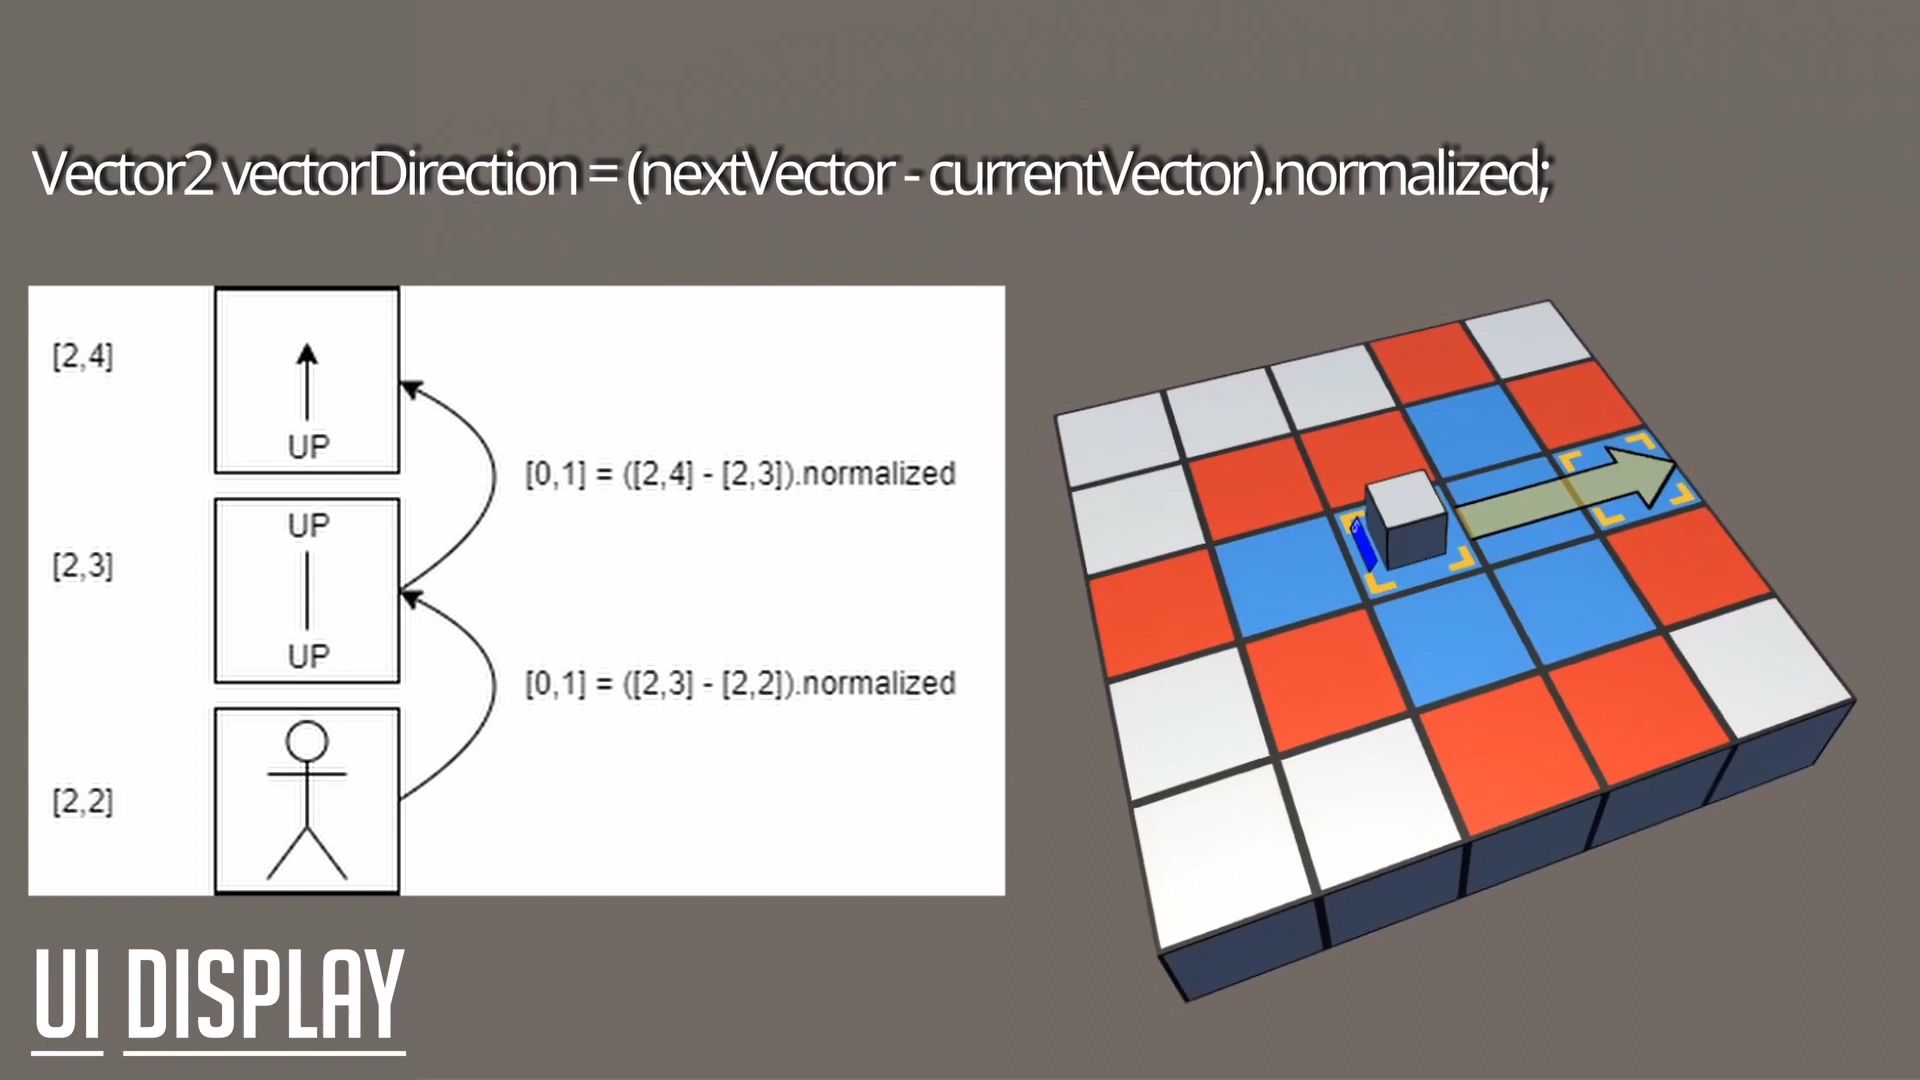 Vector2 vectorDirection = (nextVector - currentVector).normalized;
[2,4]
UP
[0,1] = ([2,4] - [2,3]).normalized
UP
[2,3]
UP
[0,1] = ([2,3] - [2,2]).normalized
[2,2]
UI DISPLAY